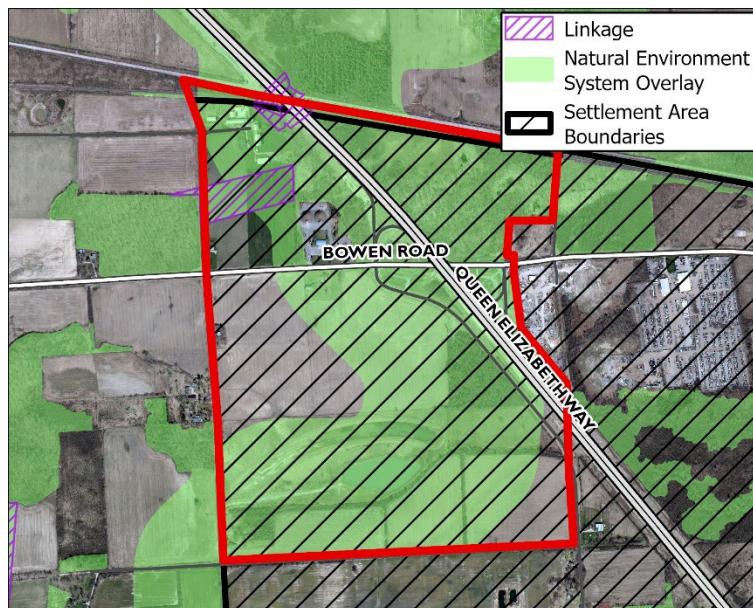 Linkage
Natural Environment
System Overlay
Settlement Area
Boundaries
BOWEN ROAD
QUEEN ELIZABETH WAY